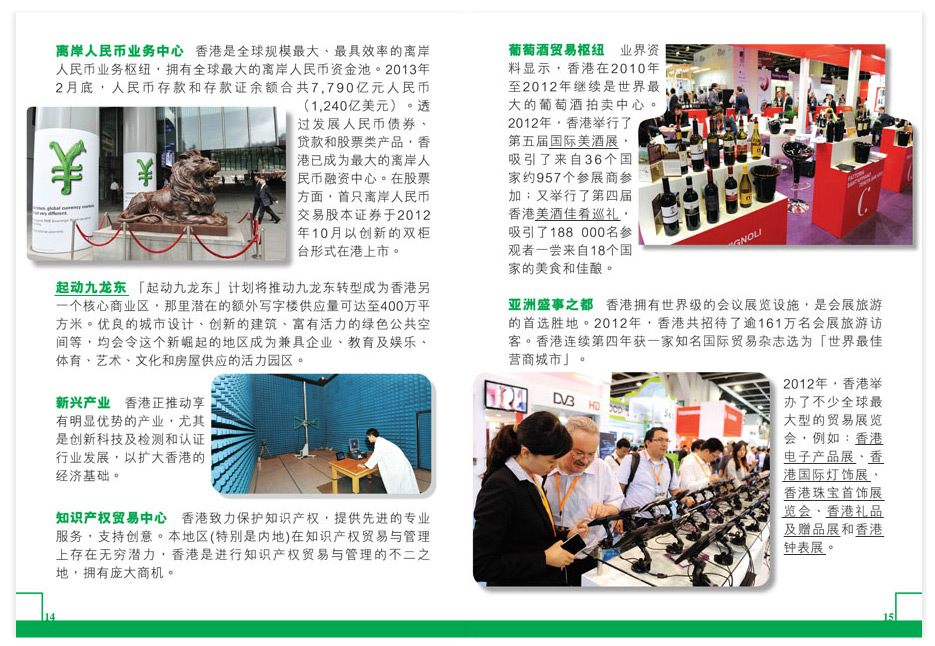 离岸人民币业务中心 香港是全球规模最大、最具效率的离岸
人民币业务枢纽，拥有全球最大的离岸人民币资金池。2013年
2月底，人民币存款和存款证余额合共7,790亿元人民币
（1,240亿美元）。透
过发展人民币债券、
贷款和股票类产品，香
港已成为最大的离岸人
民币融资中心。在股票
方面，首只离岸人民币
交易股本证券于2012
年10月以创新的双柜
台形式在港上市。
起动九龙东 「起动九龙东」计划将推动九龙东转型成为香港另
一个核心商业区，那里潜在的额外写字楼供应量可达至400万平
方米。优良的城市设计、创新的建筑、富有活力的绿色公共空
间等，均会令这个新崛起的地区成为兼具企业、教育及娱乐、
体育、艺术、文化和房屋供应的活力园区。
新兴产业 香港正推动享
有明显优势的产业，尤其
是创新科技及检测和认证
行业发展，以扩大香港的
经济基础。
知识产权贸易中心 香港致力保护知识产权，提供先进的专业
服务，支持创意。本地区(特别是内地)在知识产权贸易与管理
上存在无穷潜力，香港是进行知识产权贸易与管理的不二之
地，拥有庞大商机。
14
葡萄酒贸易枢纽 业界资
料显示，香港在2010年
至2012年继续是世界最
大的葡萄酒拍卖中心。
2012年，香港举行了
第五届国际美酒展，
吸引了来自36个国
家约957个参展商参
加；又举行了第四届
香港美酒佳肴巡礼，
吸引了188 000名参
观者一尝来自18个国
家的美食和佳酿。
亚洲盛事之都 香港拥有世界级的会议展览设施，是会展旅游
的首选胜地。2012年，香港共招待了逾161万名会展旅游访
客。香港连续第四年获一家知名国际贸易杂志选为「世界最佳
营商城市」。
DVB HD
2012年，香港举
办了不少全球最
大型的贸易展览
会，例如：香港
电子产品展、香
港国际灯饰展、
香港珠宝首饰展
览会、香港礼品
及赠品展和香港
钟表展。
15